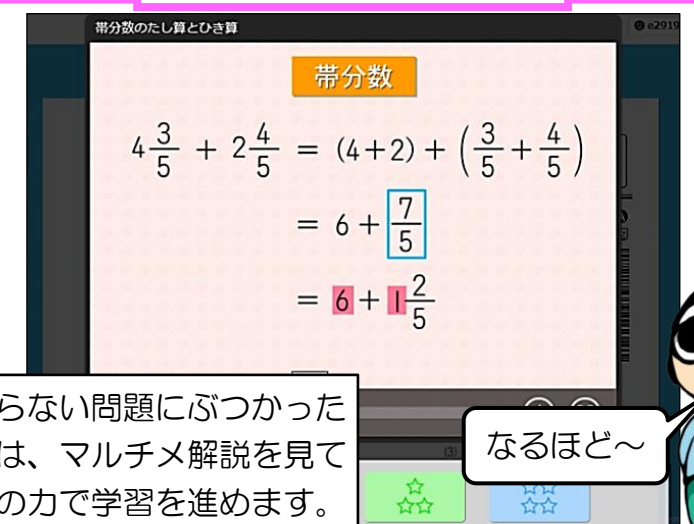 帯分数のたし算とひき算
e2919
帯分数
4 3/5 + 2 4/5 = (4+2) + (3/5 + 4/5)
= 6 + 7/5
= 6 + 1 2/5
らない問題にぶつかった
は、マルチメ解説を見て
の力で学習を進めます。
(3)
なるほど～